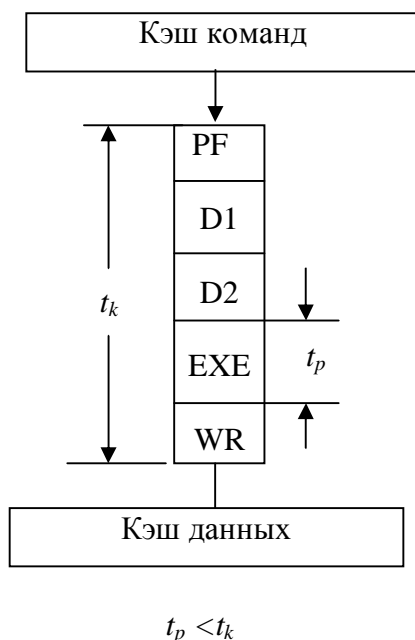 Кэш команд
PF
D1
D2
t_k
EXE
t_p
WR
Кэш данных
t_p < t_k